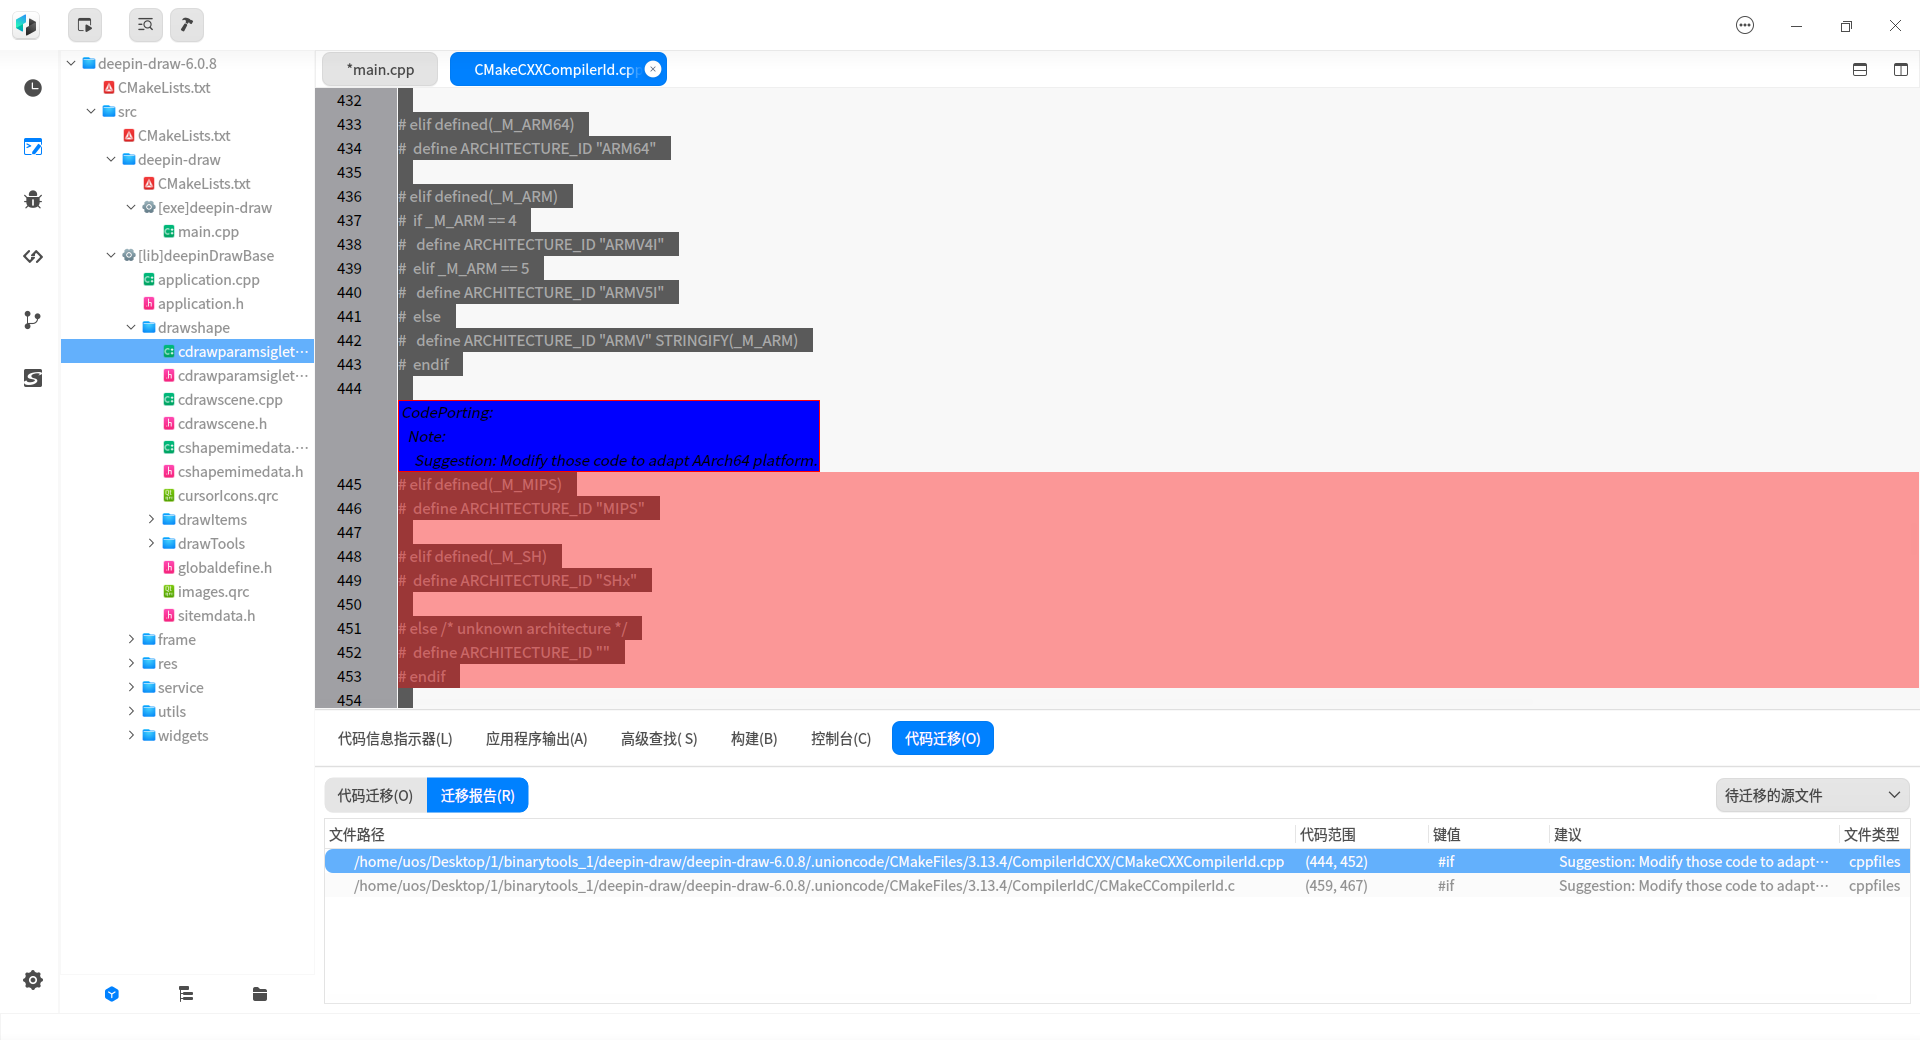 deepin-draw-6.0.8
CMakeLists.txt
src
CMakeLists.txt
deepin-draw
CMakeLists.txt
[exe]deepin-draw
main.cpp
[lib]deepinDrawBase
application.cpp
application.h
drawshape
cdrawparamsiglet···
cdrawparamsiglet···
cdrawscene.cpp
cdrawscene.h
cshapemimedata.···
cshapemimedata.h
cursorIcons.qrc
drawItems
drawTools
globaldefine.h
images.qrc
sitemdata.h
frame
res
service
utils
widgets
*main.cpp
CMakeCXXCompilerId.cpp
432
433 # elif defined(_M_ARM64)
434 #  define ARCHITECTURE_ID "ARM64"
435
436 # elif defined(_M_ARM)
437 #  if _M_ARM == 4
438 #   define ARCHITECTURE_ID "ARMV4I"
439 #  elif _M_ARM == 5
440 #   define ARCHITECTURE_ID "ARMV5I"
441 #  else
442 #   define ARCHITECTURE_ID "ARMV" STRINGIFY(_M_ARM)
443 #  endif
444
CodePorting:
Note:
Suggestion: Modify those code to adapt AArch64 platform.
445 # elif defined(_M_MIPS)
446 #  define ARCHITECTURE_ID "MIPS"
447
448 # elif defined(_M_SH)
449 #  define ARCHITECTURE_ID "SHx"
450
451 # else /* unknown architecture */
452 #  define ARCHITECTURE_ID ""
453 # endif
454
代码信息指示器(L) 应用程序输出(A) 高级查找( S) 构建(B) 控制台(C) 代码迁移(O)
代码迁移(O) 迁移报告(R) 待迁移的源文件
文件路径 代码范围 键值 建议 文件类型
/home/uos/Desktop/1/binarytools_1/deepin-draw/deepin-draw-6.0.8/.unioncode/CMakeFiles/3.13.4/CompilerIdCXX/CMakeCXXCompilerId.cpp (444, 452) #if Suggestion: Modify those code to adapt··· cppfiles
/home/uos/Desktop/1/binarytools_1/deepin-draw/deepin-draw-6.0.8/.unioncode/CMakeFiles/3.13.4/CompilerIdC/CMakeCCompilerId.c (459, 467) #if Suggestion: Modify those code to adapt··· cppfiles